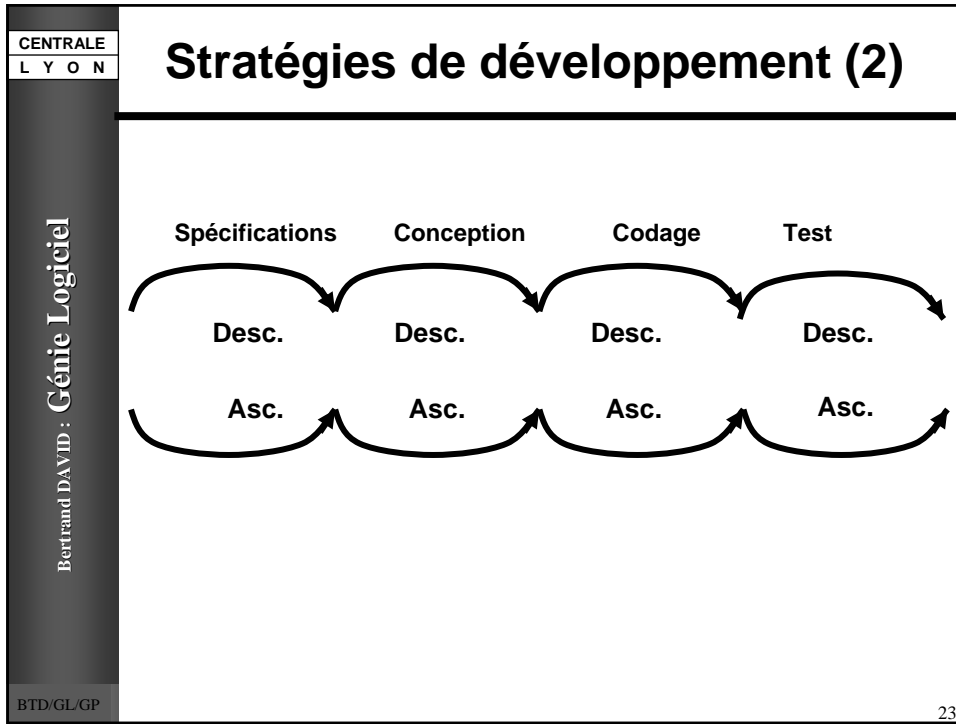 CENTRALE
L Y O N
Stratégies de développement (2)
Spécifications Conception Codage Test
Desc. Desc. Desc. Desc.
Asc. Asc. Asc. Asc.
Bertrand DAVID : Génie Logiciel
BTD/GL/GP
23